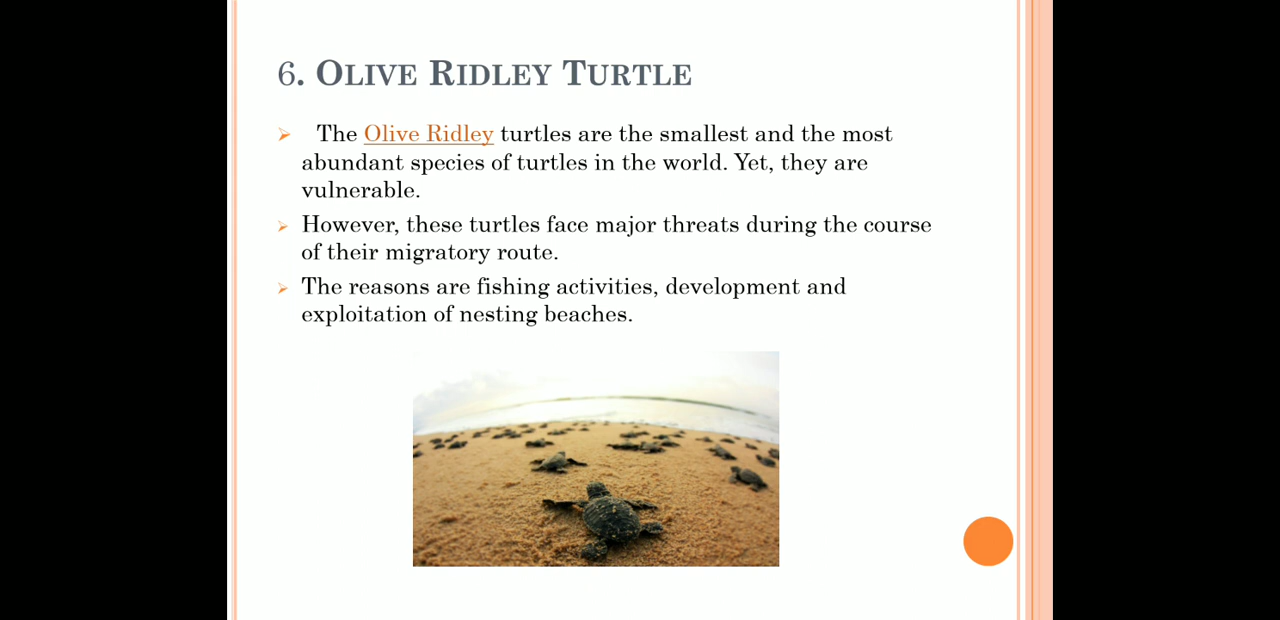 6. OLIVE RIDLEY TURTLE
The Olive Ridley turtles are the smallest and the most
abundant species of turtles in the world. Yet, they are
vulnerable.
However, these turtles face major threats during the course
of their migratory route.
The reasons are fishing activities, development and
exploitation of nesting beaches.